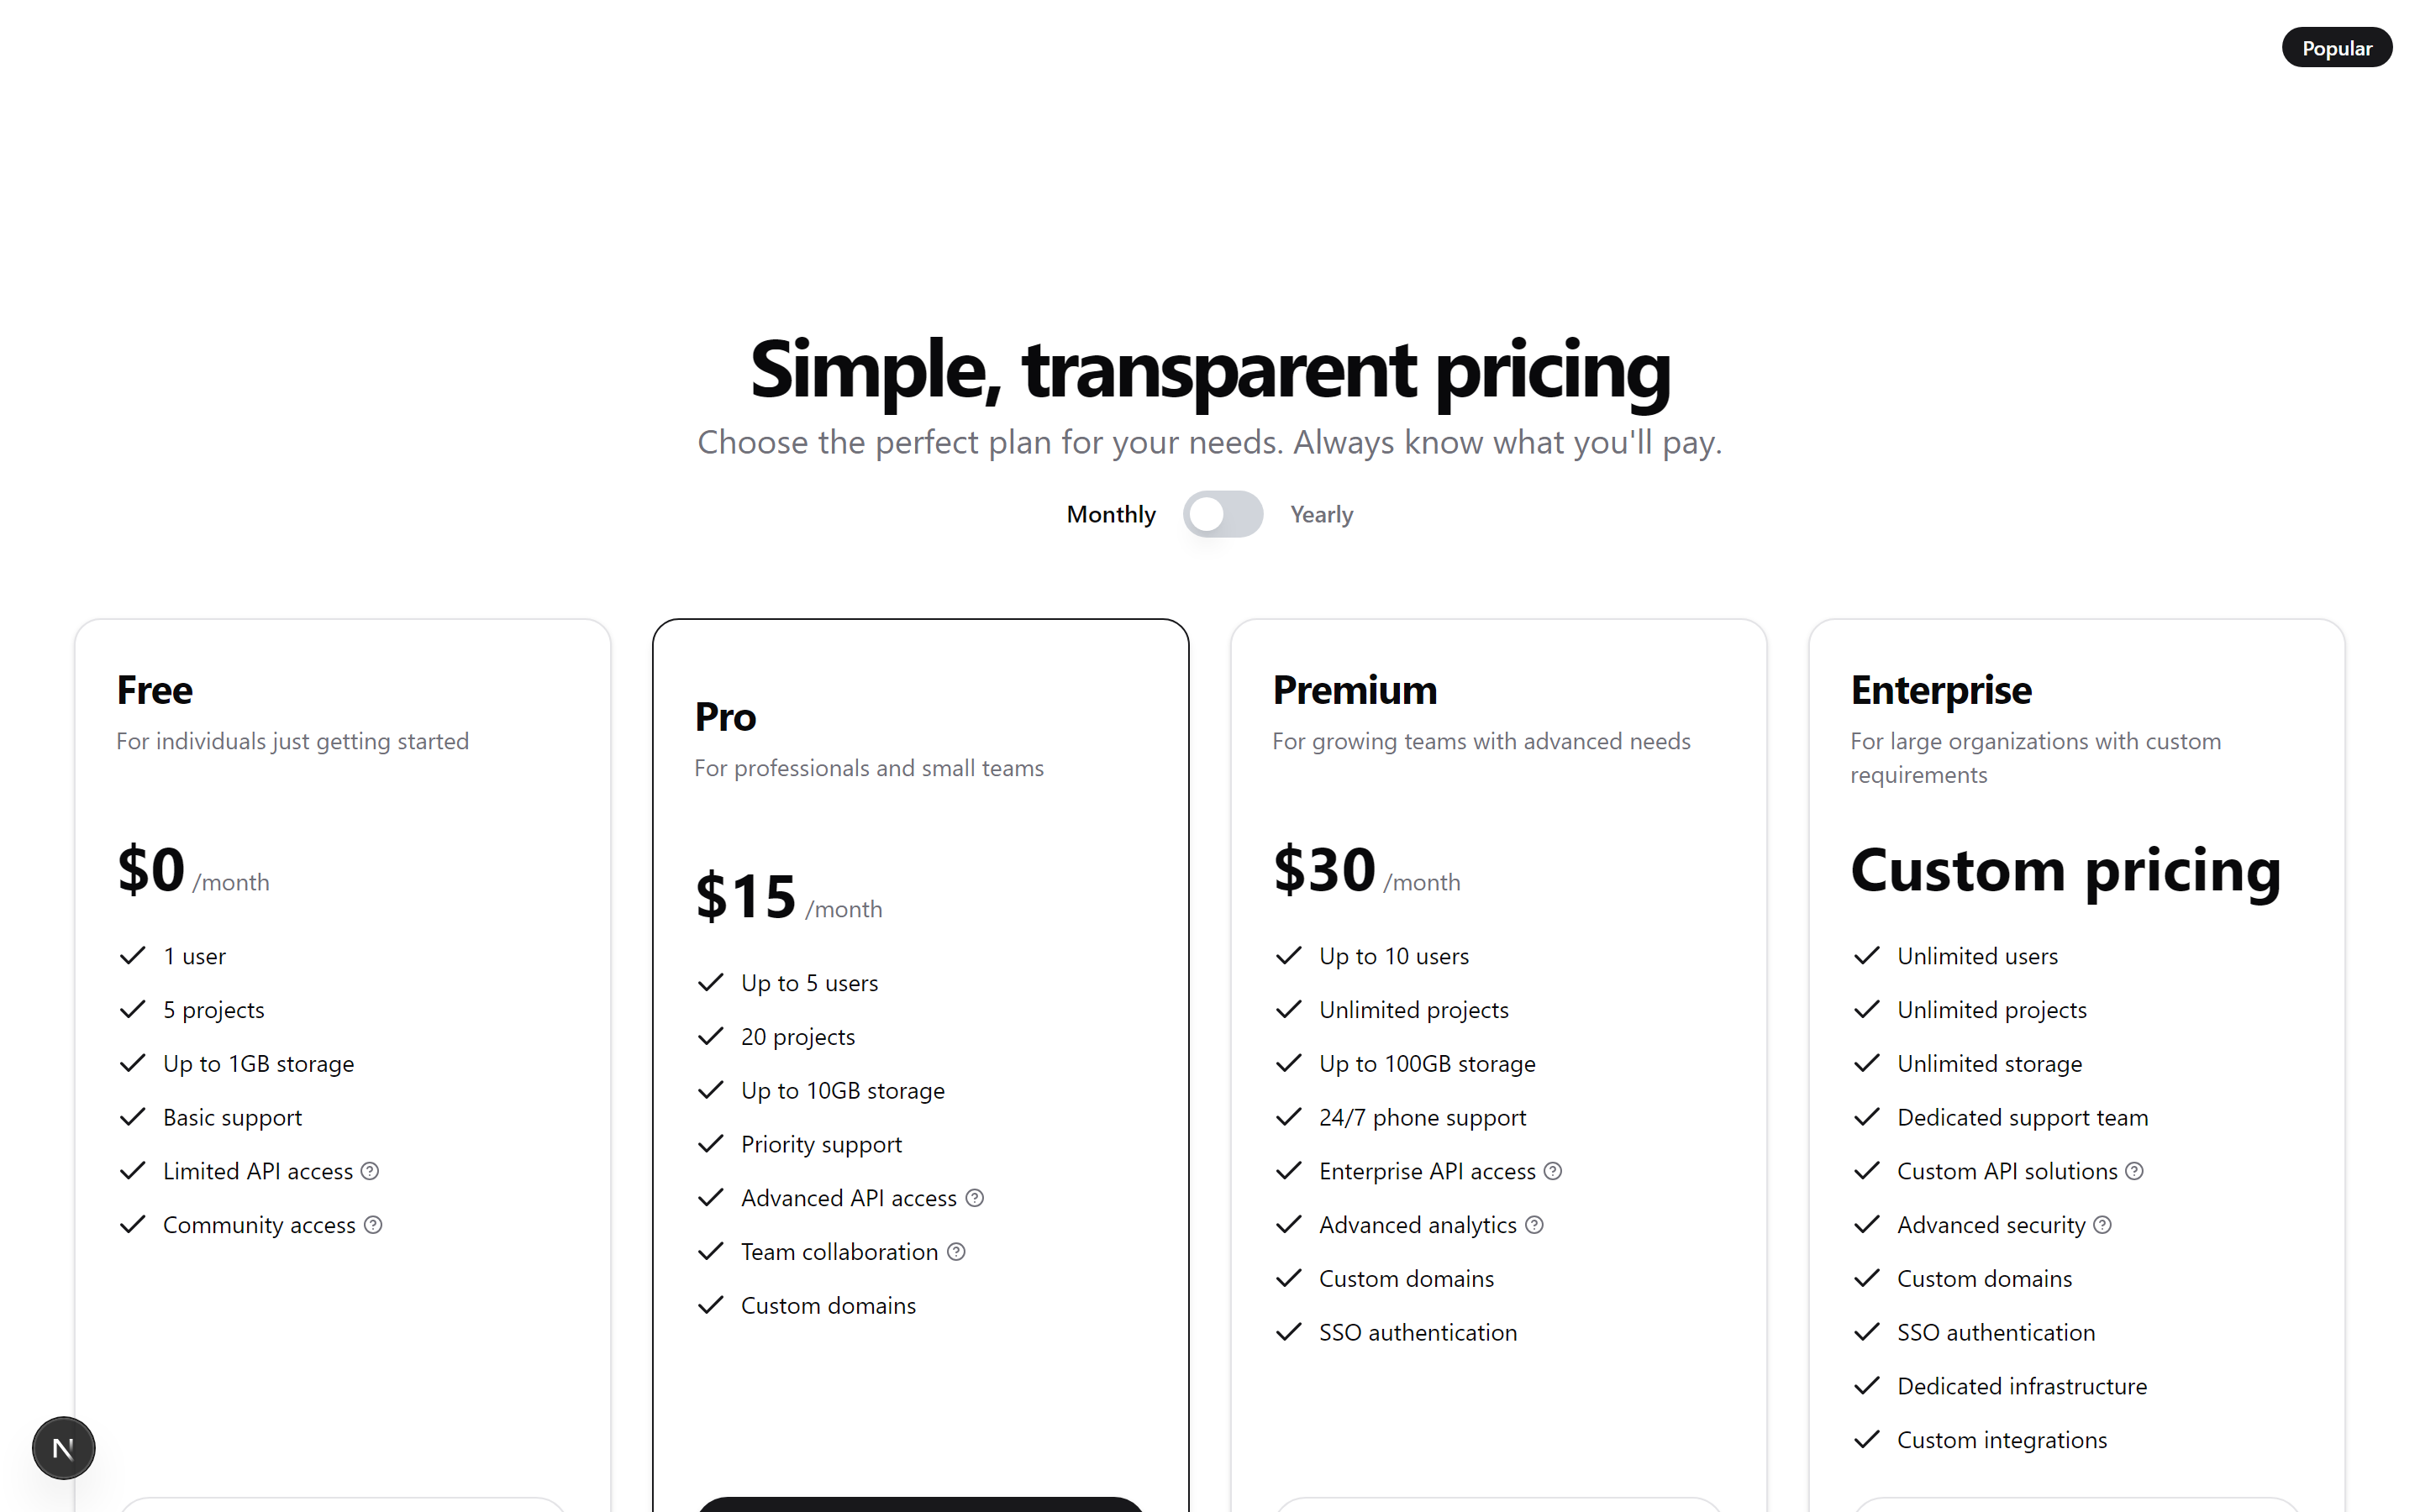 Popular
Simple, transparent pricing
Choose the perfect plan for your needs. Always know what you'll pay.
Monthly Yearly
Free
For individuals just getting started
$0 /month
1 user
5 projects
Up to 1GB storage
Basic support
Limited API access
Community access
Pro
For professionals and small teams
$15 /month
Up to 5 users
20 projects
Up to 10GB storage
Priority support
Advanced API access
Team collaboration
Custom domains
Premium
For growing teams with advanced needs
$30 /month
Up to 10 users
Unlimited projects
Up to 100GB storage
24/7 phone support
Enterprise API access
Advanced analytics
Custom domains
SSO authentication
Enterprise
For large organizations with custom
requirements
Custom pricing
Unlimited users
Unlimited projects
Unlimited storage
Dedicated support team
Custom API solutions
Advanced security
Custom domains
SSO authentication
Dedicated infrastructure
Custom integrations
N